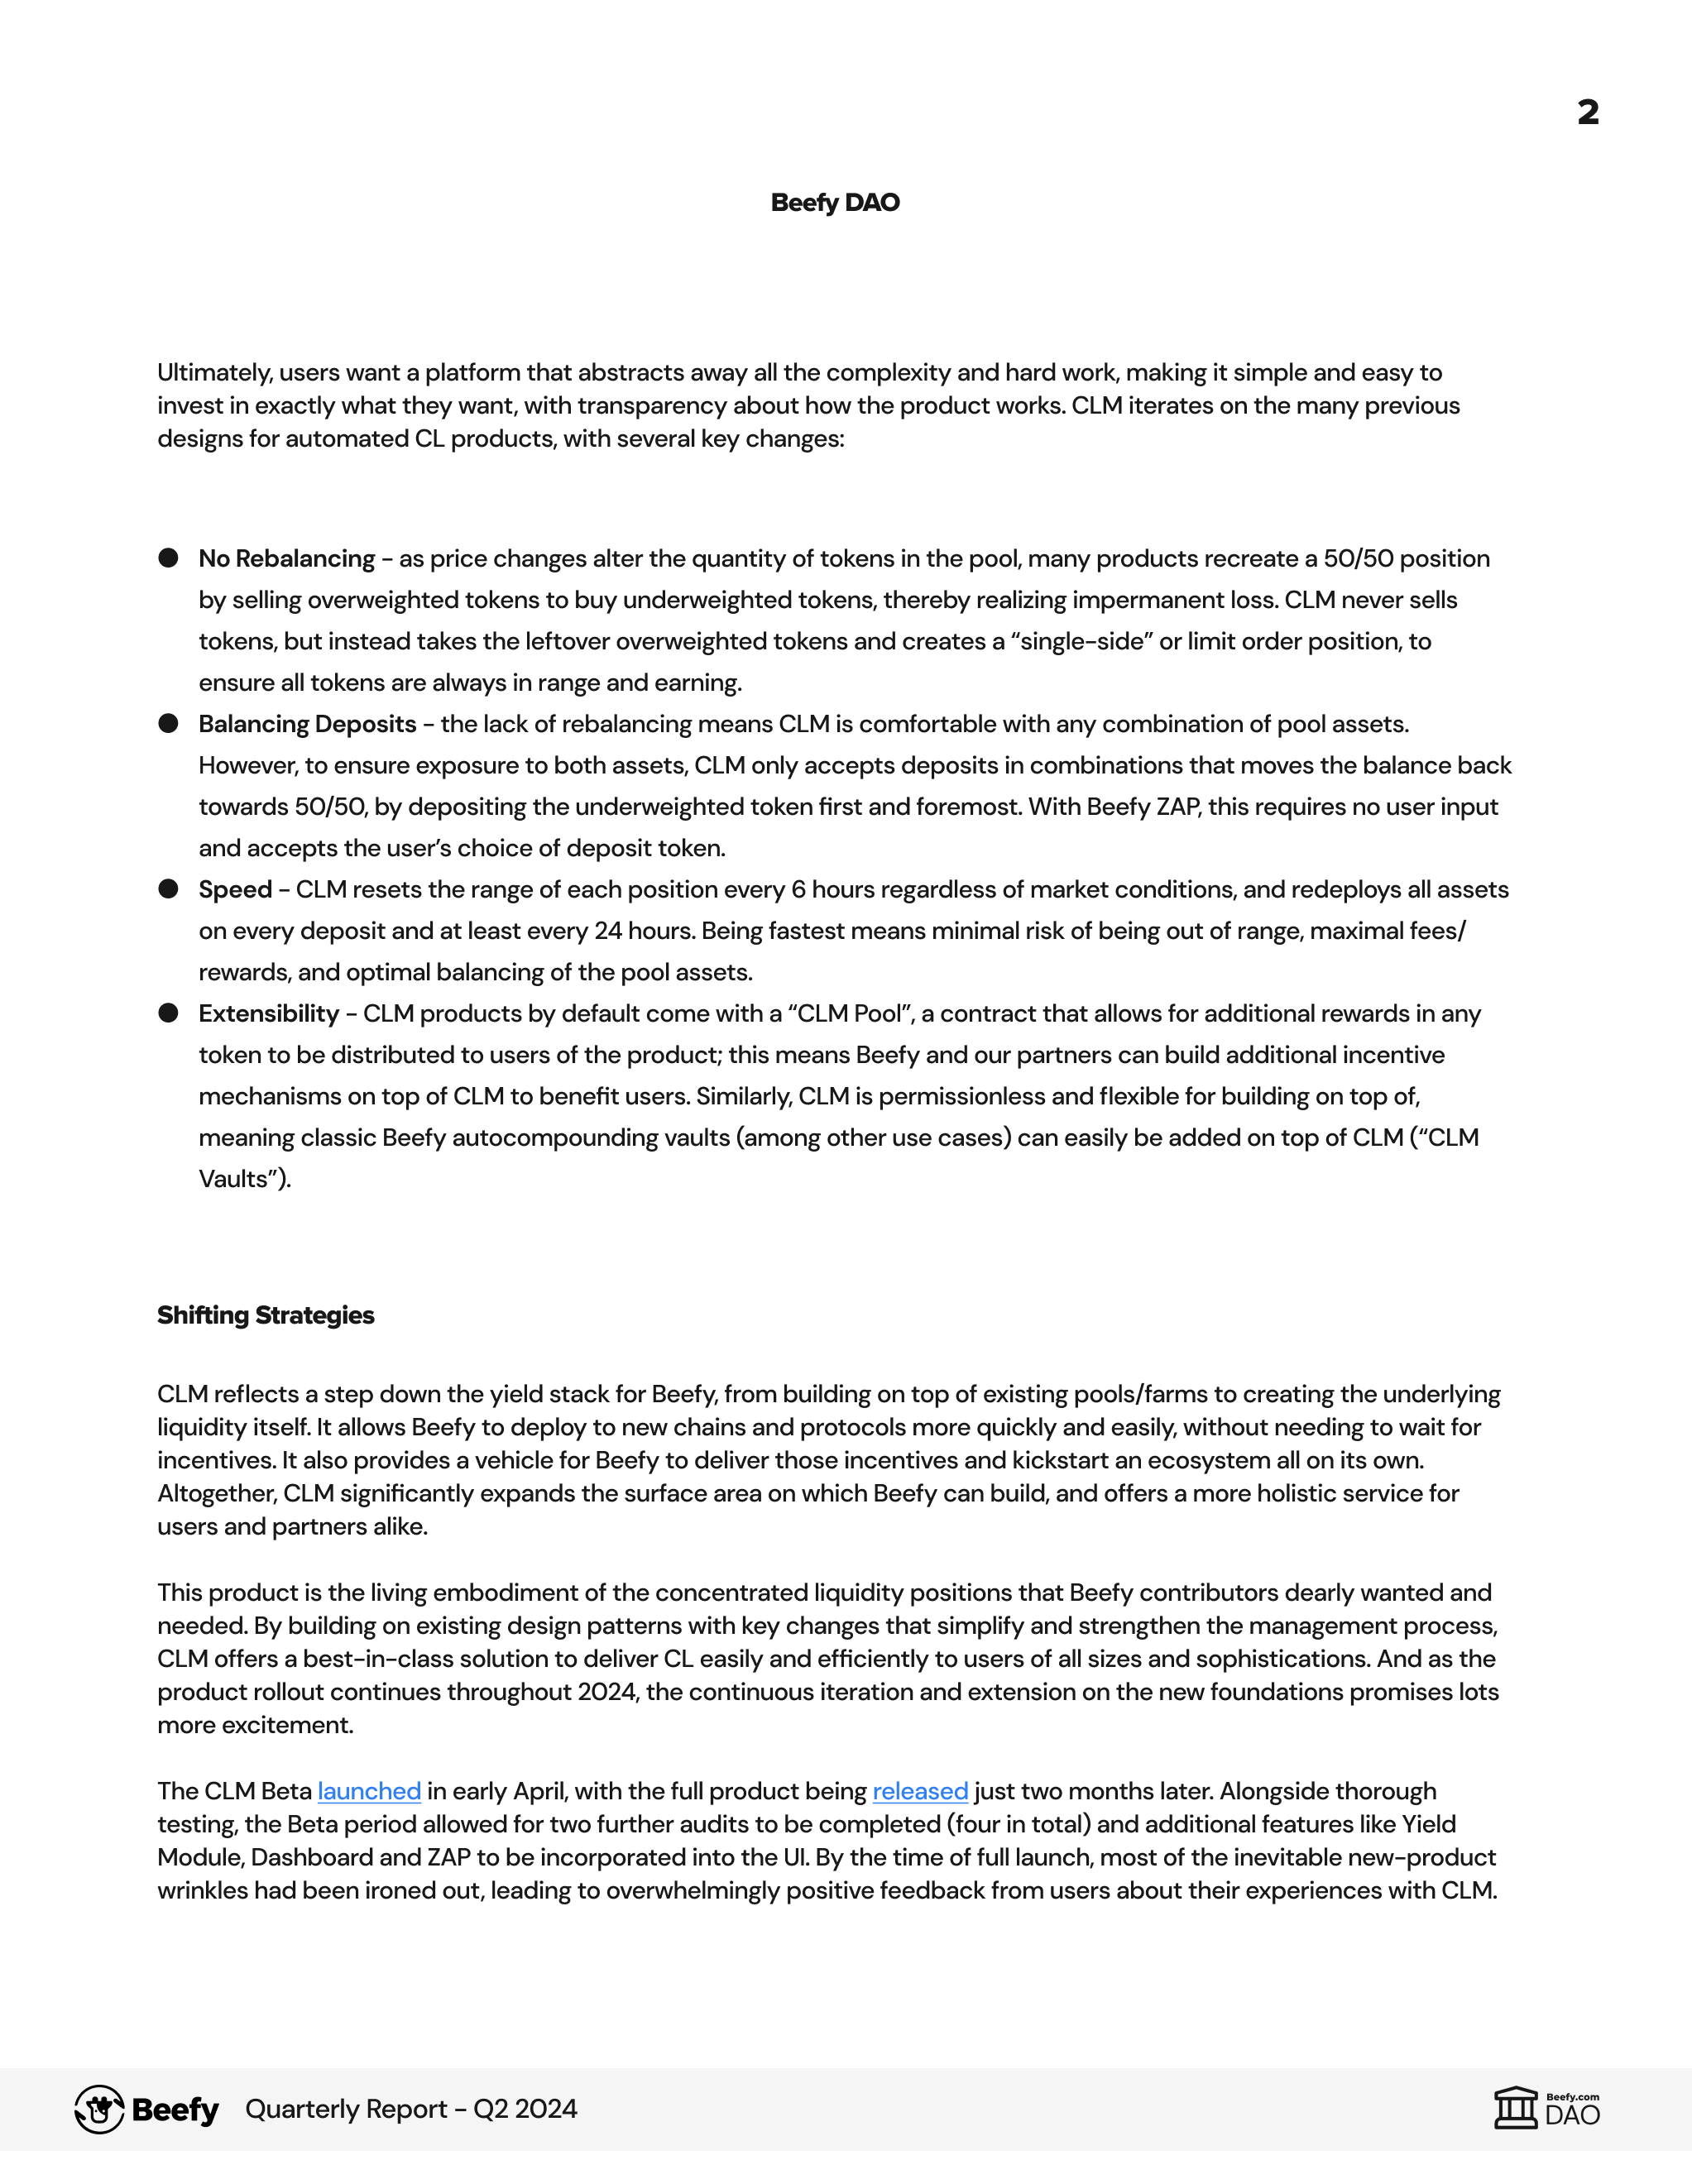 2
Beefy DAO
Ultimately, users want a platform that abstracts away all the complexity and hard work, making it simple and easy to
invest in exactly what they want, with transparency about how the product works. CLM iterates on the many previous
designs for automated CL products, with several key changes:
● No Rebalancing – as price changes alter the quantity of tokens in the pool, many products recreate a 50/50 position
by selling overweighted tokens to buy underweighted tokens, thereby realizing impermanent loss. CLM never sells
tokens, but instead takes the leftover overweighted tokens and creates a “single-side” or limit order position, to
ensure all tokens are always in range and earning.
● Balancing Deposits – the lack of rebalancing means CLM is comfortable with any combination of pool assets.
However, to ensure exposure to both assets, CLM only accepts deposits in combinations that moves the balance back
towards 50/50, by depositing the underweighted token first and foremost. With Beefy ZAP, this requires no user input
and accepts the user’s choice of deposit token.
● Speed – CLM resets the range of each position every 6 hours regardless of market conditions, and redeploys all assets
on every deposit and at least every 24 hours. Being fastest means minimal risk of being out of range, maximal fees/
rewards, and optimal balancing of the pool assets.
● Extensibility – CLM products by default come with a “CLM Pool”, a contract that allows for additional rewards in any
token to be distributed to users of the product; this means Beefy and our partners can build additional incentive
mechanisms on top of CLM to benefit users. Similarly, CLM is permissionless and flexible for building on top of,
meaning classic Beefy autocompounding vaults (among other use cases) can easily be added on top of CLM (“CLM
Vaults”).
Shifting Strategies
CLM reflects a step down the yield stack for Beefy, from building on top of existing pools/farms to creating the underlying
liquidity itself. It allows Beefy to deploy to new chains and protocols more quickly and easily, without needing to wait for
incentives. It also provides a vehicle for Beefy to deliver those incentives and kickstart an ecosystem all on its own.
Altogether, CLM significantly expands the surface area on which Beefy can build, and offers a more holistic service for
users and partners alike.
This product is the living embodiment of the concentrated liquidity positions that Beefy contributors dearly wanted and
needed. By building on existing design patterns with key changes that simplify and strengthen the management process,
CLM offers a best-in-class solution to deliver CL easily and efficiently to users of all sizes and sophistications. And as the
product rollout continues throughout 2024, the continuous iteration and extension on the new foundations promises lots
more excitement.
The CLM Beta launched in early April, with the full product being released just two months later. Alongside thorough
testing, the Beta period allowed for two further audits to be completed (four in total) and additional features like Yield
Module, Dashboard and ZAP to be incorporated into the UI. By the time of full launch, most of the inevitable new-product
wrinkles had been ironed out, leading to overwhelmingly positive feedback from users about their experiences with CLM.
Beefy Quarterly Report – Q2 2024
Beefy.com
DAO